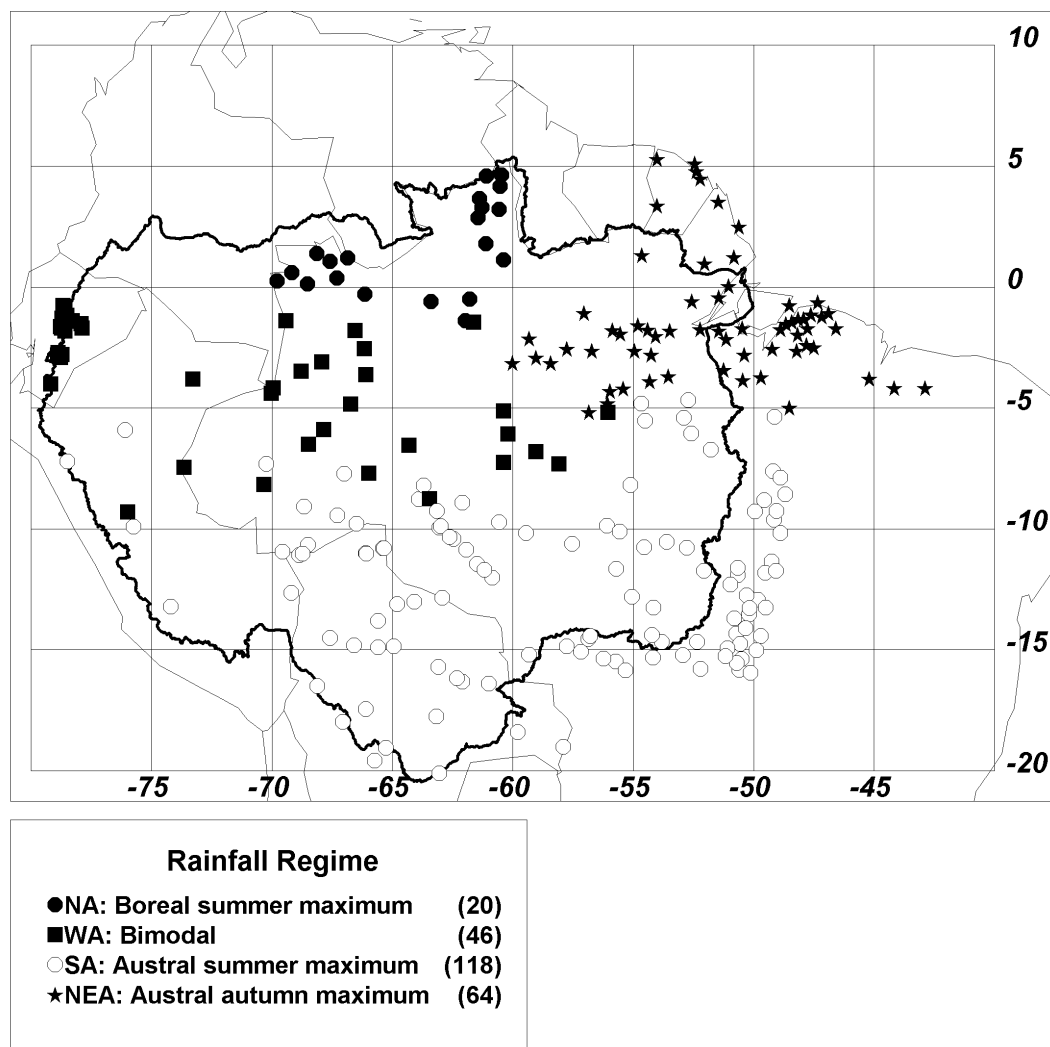 10
5
0
-5
-10
-15
-20
-75 -70 -65 -60 -55 -50 -45
Rainfall Regime
NA: Boreal summer maximum (20)
WA: Bimodal (46)
SA: Austral summer maximum (118)
NEA: Austral autumn maximum (64)